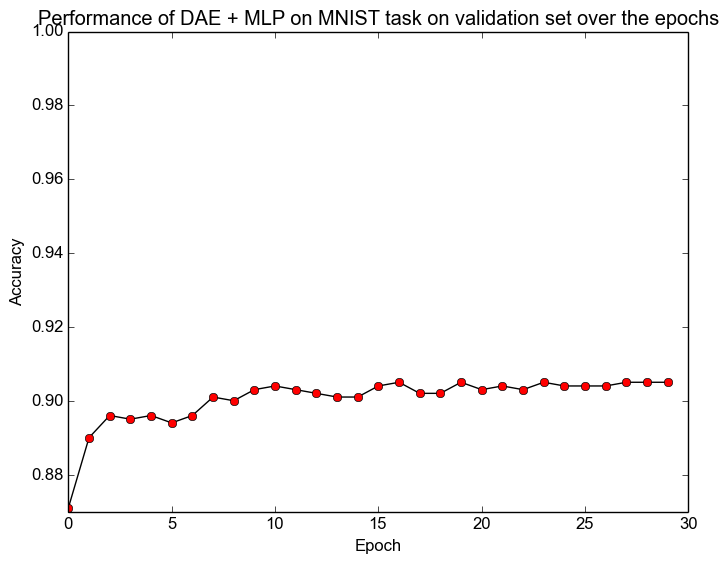 Performance of DAE + MLP on MNIST task on validation set over the epochs
1.00
0.98
0.96
0.94
0.92
0.90
0.88
Accuracy
0 5 10 15 20 25 30
Epoch